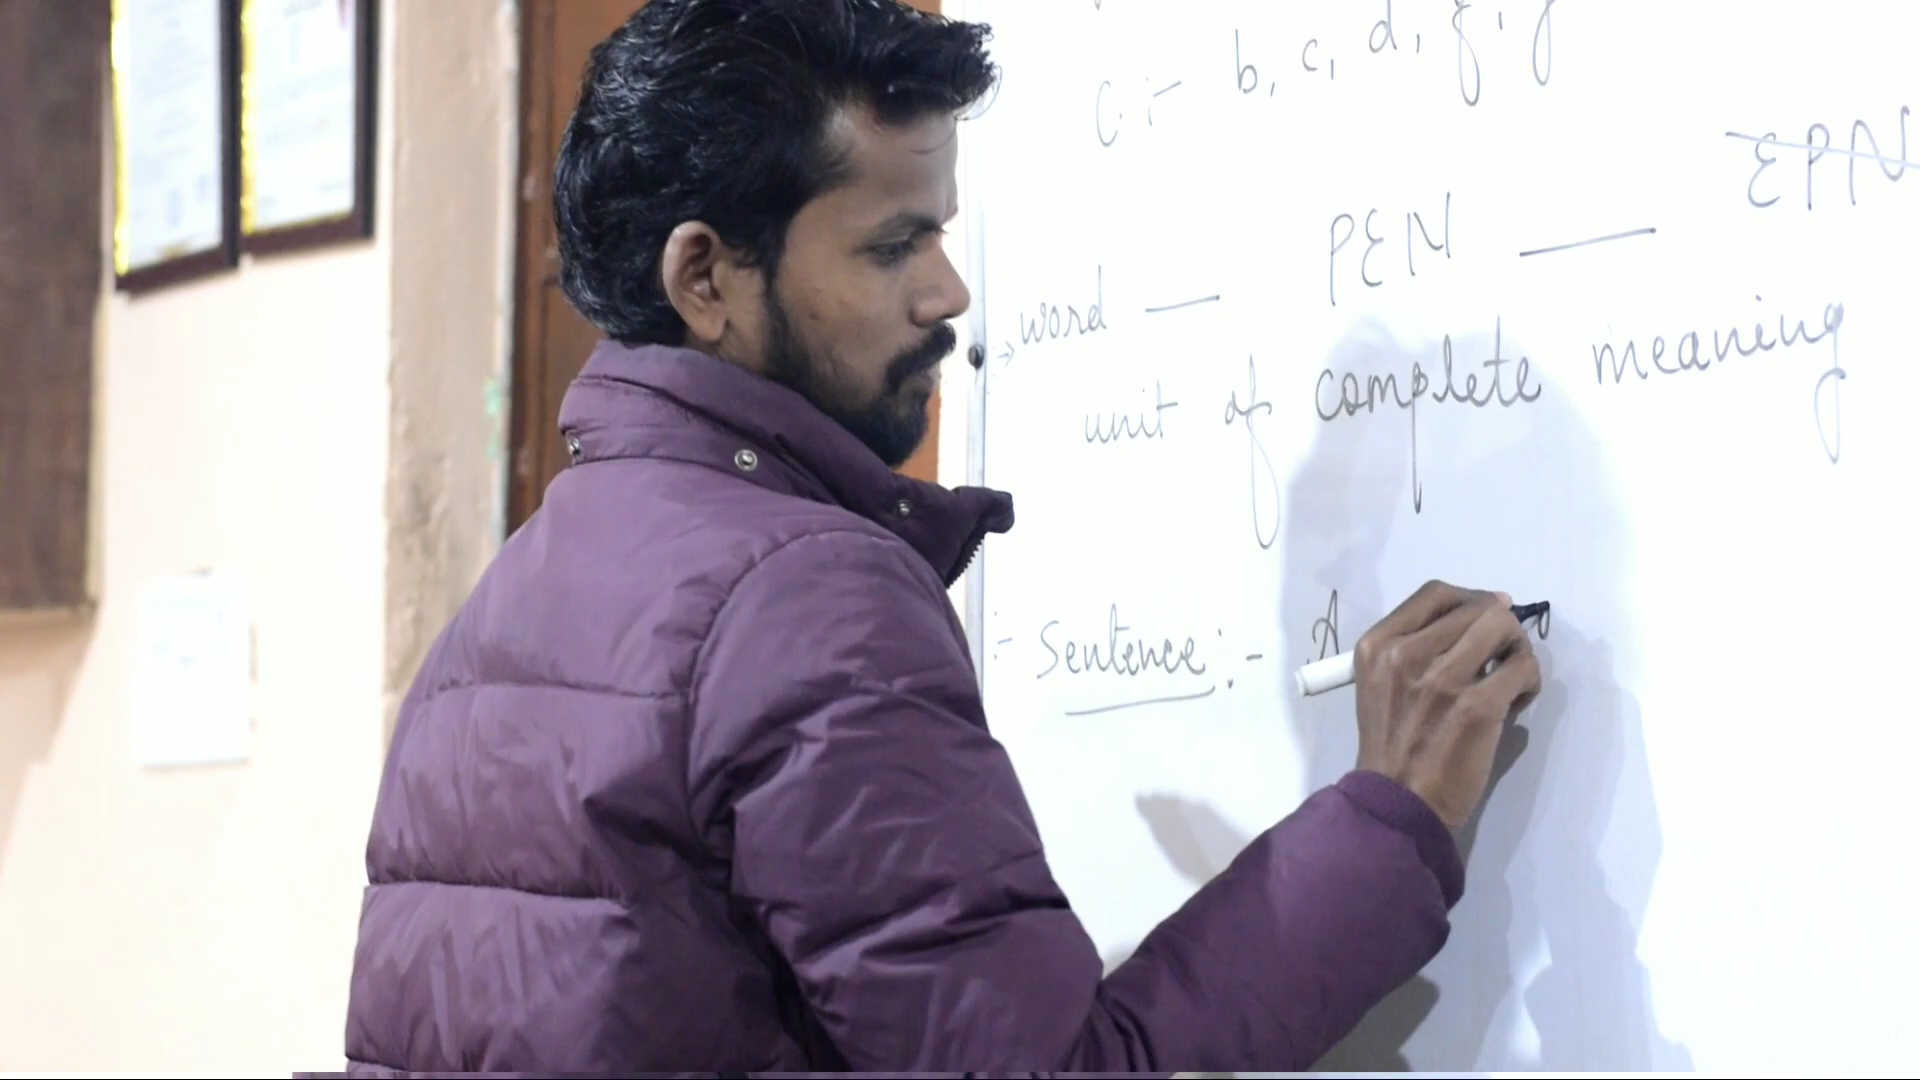 C :- b, c, d, f, g
EPN
word — PEN —
unit of complete meaning
:- Sentence :- A